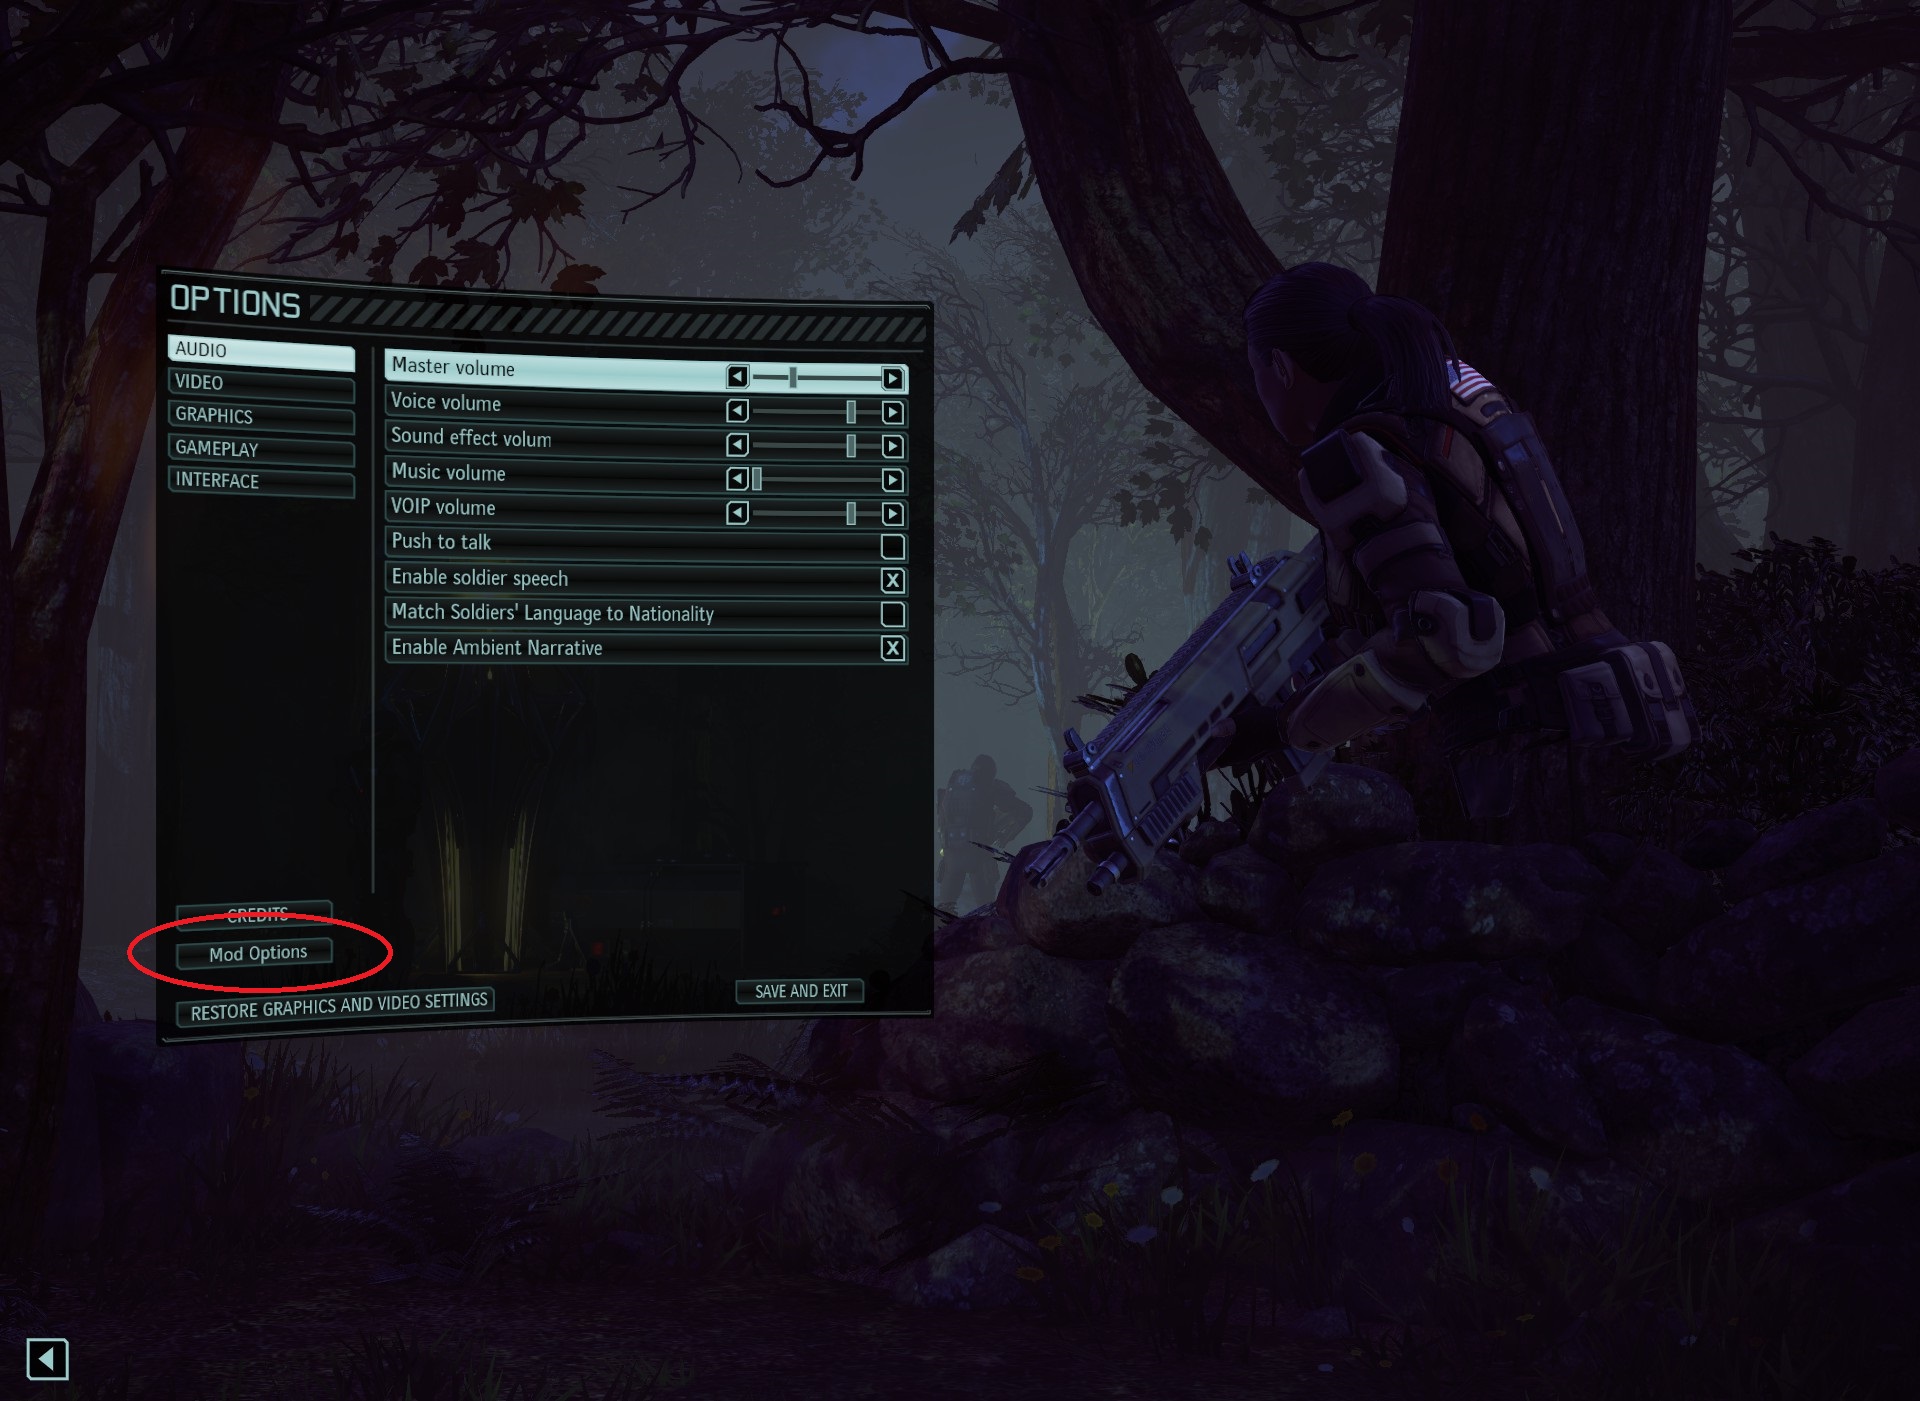 OPTIONS
AUDIO
VIDEO
GRAPHICS
GAMEPLAY
INTERFACE
Master volume
Voice volume
Sound effect volum
Music volume
VOIP volume
Push to talk
Enable soldier speech
X
Match Soldiers' Language to Nationality
Enable Ambient Narrative
X
CREDITS
Mod Options
RESTORE GRAPHICS AND VIDEO SETTINGS
SAVE AND EXIT